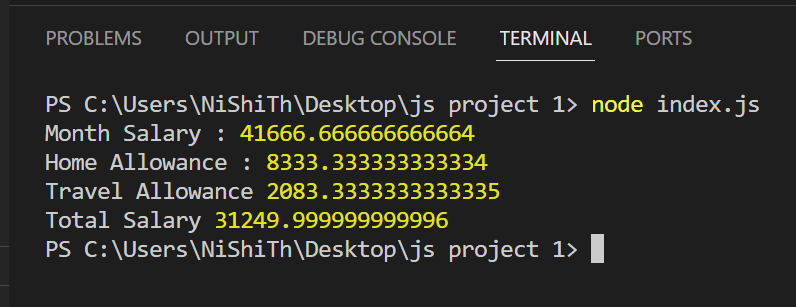 PROBLEMS OUTPUT DEBUG CONSOLE TERMINAL PORTS
PS C:\Users\NiShiTh\Desktop\js project 1> node index.js
Month Salary : 41666.666666666664
Home Allowance : 8333.333333333334
Travel Allowance 2083.3333333333335
Total Salary 31249.999999999996
PS C:\Users\NiShiTh\Desktop\js project 1>